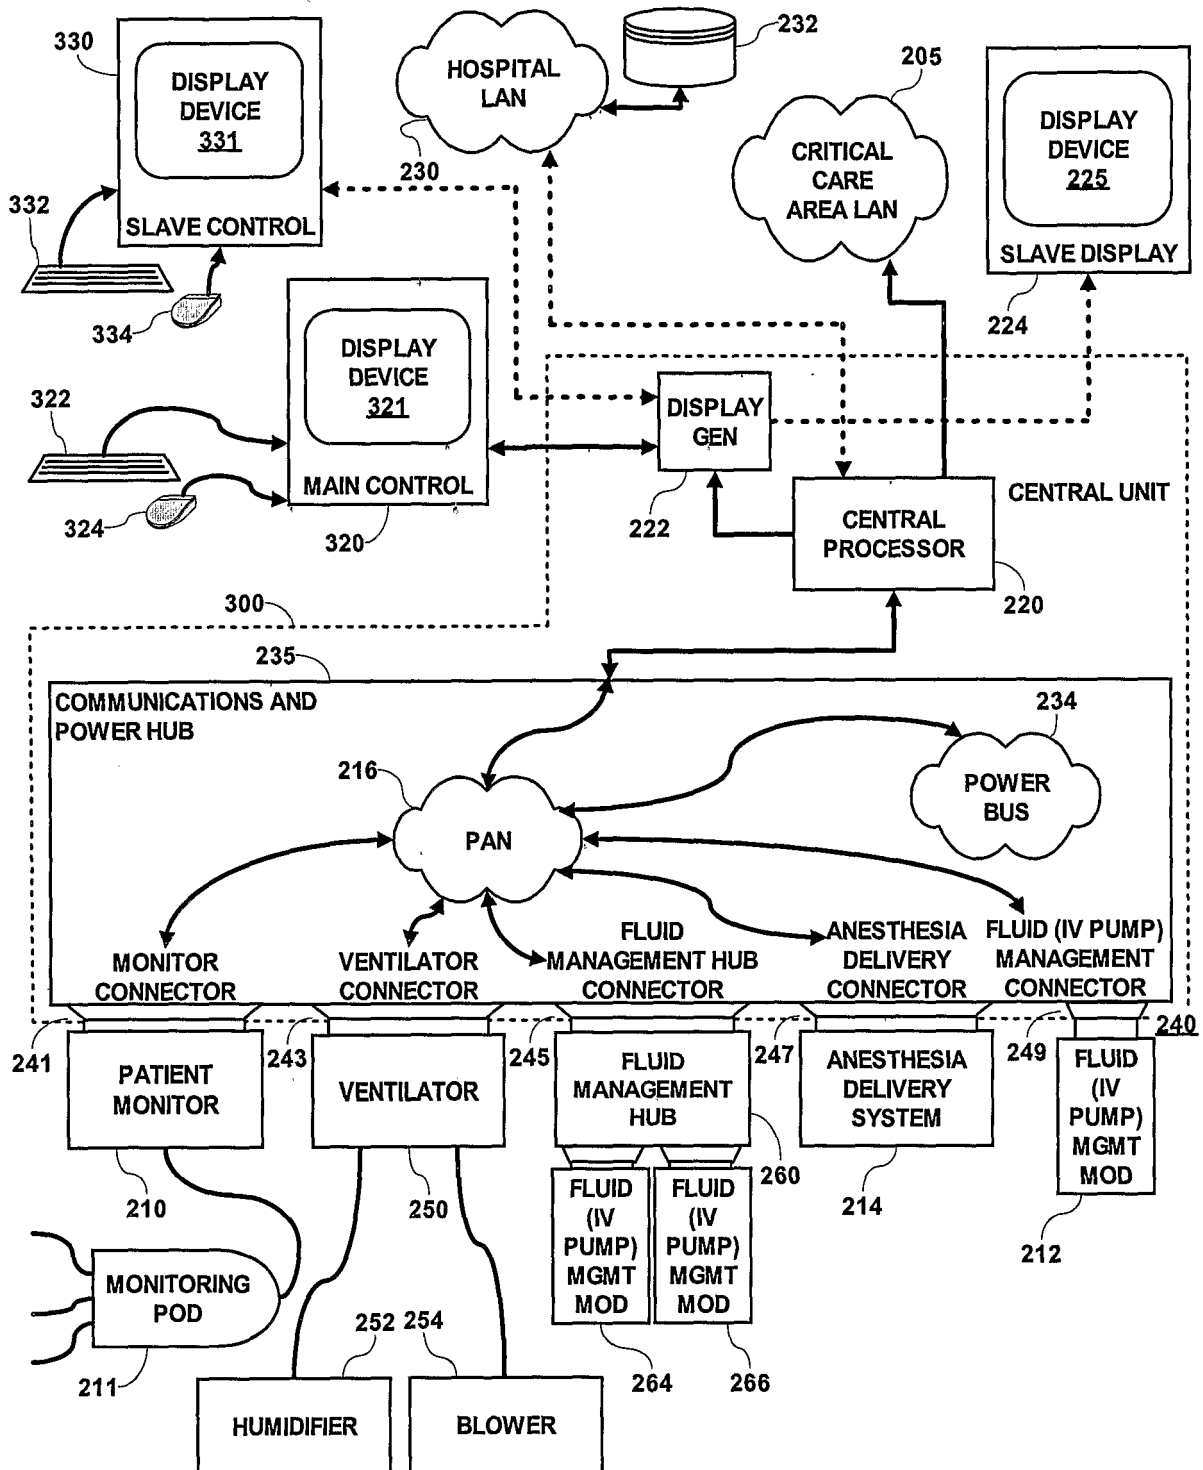 330
DISPLAY
DEVICE
331
SLAVE CONTROL
332
334
HOSPITAL
LAN
230
232
205
CRITICAL
CARE
AREA LAN
DISPLAY
DEVICE
225
SLAVE DISPLAY
224
322
324
DISPLAY
DEVICE
321
MAIN CONTROL
320
DISPLAY
GEN
222
CENTRAL UNIT
CENTRAL
PROCESSOR
220
300
235
COMMUNICATIONS AND
POWER HUB
234
POWER
BUS
216
PAN
MONITOR
CONNECTOR
VENTILATOR
CONNECTOR
FLUID
MANAGEMENT HUB
CONNECTOR
ANESTHESIA
DELIVERY
CONNECTOR
FLUID (IV PUMP)
MANAGEMENT
CONNECTOR
241
243
245
247
249
240
PATIENT
MONITOR
210
VENTILATOR
250
FLUID
MANAGEMENT
HUB
260
ANESTHESIA
DELIVERY
SYSTEM
214
FLUID
(IV
PUMP)
MGMT
MOD
212
FLUID
(IV
PUMP)
MGMT
MOD
264
FLUID
(IV
PUMP)
MGMT
MOD
266
MONITORING
POD
211
252
254
HUMIDIFIER
BLOWER